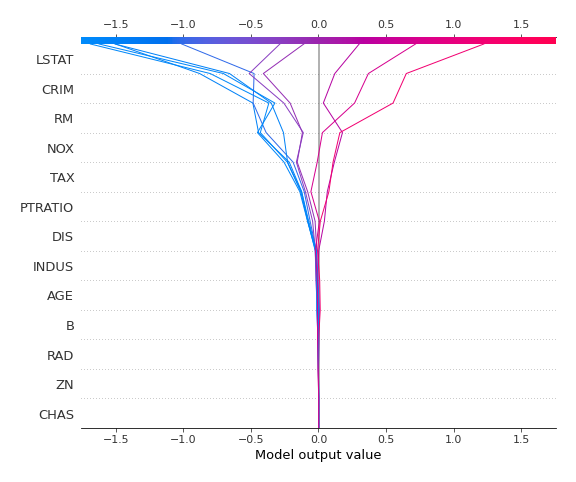 −1.5 −1.0 −0.5 0.0 0.5 1.0 1.5
LSTAT
CRIM
RM
NOX
TAX
PTRATIO
DIS
INDUS
AGE
B
RAD
ZN
CHAS
−1.5 −1.0 −0.5 0.0 0.5 1.0 1.5
Model output value